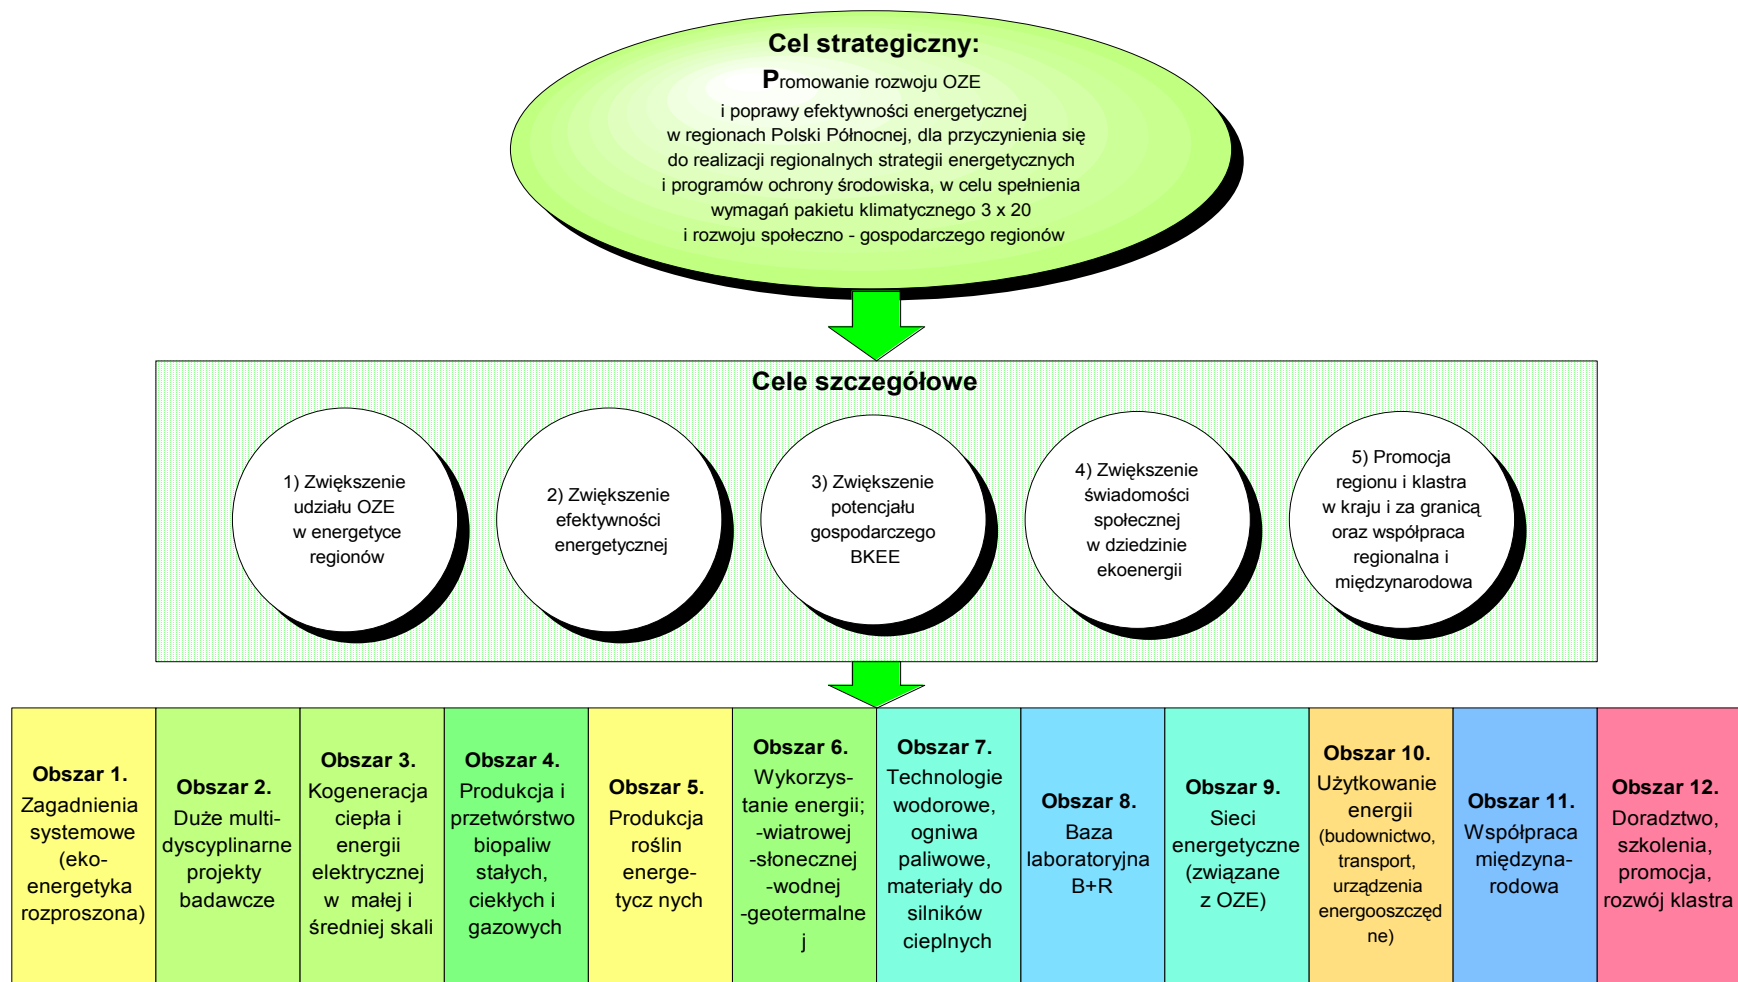 Cel strategiczny:
Promowanie rozwoju OZE
i poprawy efektywności energetycznej
w regionach Polski Północnej, dla przyczynienia się
do realizacji regionalnych strategii energetycznych
i programów ochrony środowiska, w celu spełnienia
wymagań pakietu klimatycznego 3 x 20
i rozwoju społeczno - gospodarczego regionów
Cele szczegółowe
1) Zwiększenie
udziału OZE
w energetyce
regionów
2) Zwiększenie
efektywności
energetycznej
3) Zwiększenie
potencjału
gospodarczego
BKEE
4) Zwiększenie
świadomości
społecznej
w dziedzinie
ekoenergii
5) Promocja
regionu i klastra
w kraju i za granicą
oraz współpraca
regionalna i
międzynarodowa
Obszar 1.
Zagadnienia
systemowe
(eko-
energetyka
rozproszona)
Obszar 2.
Duże multi-
dyscyplinarne
projekty
badawcze
Obszar 3.
Kogeneracja
ciepła i
energii
elektrycznej
w małej i
średniej skali
Obszar 4.
Produkcja i
przetwórstwo
biopaliw
stałych,
ciekłych i
gazowych
Obszar 5.
Produkcja
roślin
energe-
tycz nych
Obszar 6.
Wykorzys-
tanie energii;
-wiatrowej
-słonecznej
-wodnej
-geotermalne
j
Obszar 7.
Technologie
wodorowe,
ogniwa
paliwowe,
materiały do
silników
cieplnych
Obszar 8.
Baza
laboratoryjna
B+R
Obszar 9.
Sieci
energetyczne
(związane
z OZE)
Obszar 10.
Użytkowanie
energii
(budownictwo,
transport,
urządzenia
energooszczęd
ne)
Obszar 11.
Współpraca
międzyna-
rodowa
Obszar 12.
Doradztwo,
szkolenia,
promocja,
rozwój klastra